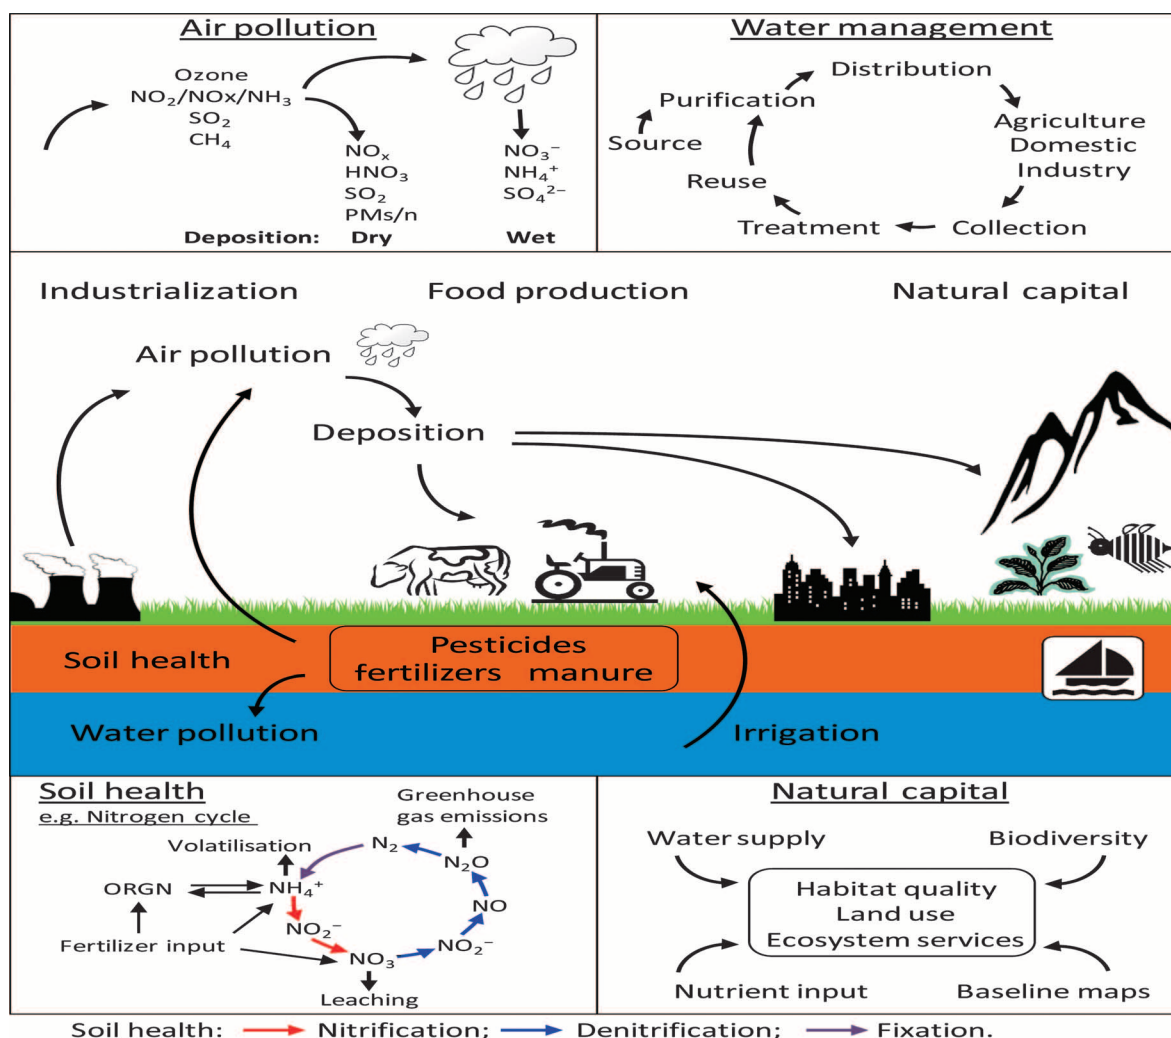 Air pollution
Ozone
NO₂/NOx/NH₃
SO₂
CH₄
NOₓ
HNO₃
SO₂
PMs/n
NO₃⁻
NH₄⁺
SO₄²⁻
Deposition: Dry Wet
Water management
Distribution
Purification
Source
Agriculture
Domestic
Industry
Reuse
Treatment
Collection
Industrialization
Food production
Natural capital
Air pollution
Deposition
Soil health
Pesticides
fertilizers manure
Water pollution
Irrigation
Soil health
e.g. Nitrogen cycle
Greenhouse
gas emissions
Volatilisation
N₂
N₂O
ORGN
NH₄⁺
NO
NO₂⁻
Fertilizer input
NO₃
NO₂⁻
Leaching
Natural capital
Water supply
Biodiversity
Habitat quality
Land use
Ecosystem services
Nutrient input
Baseline maps
Soil health: Nitrification; Denitrification; Fixation.